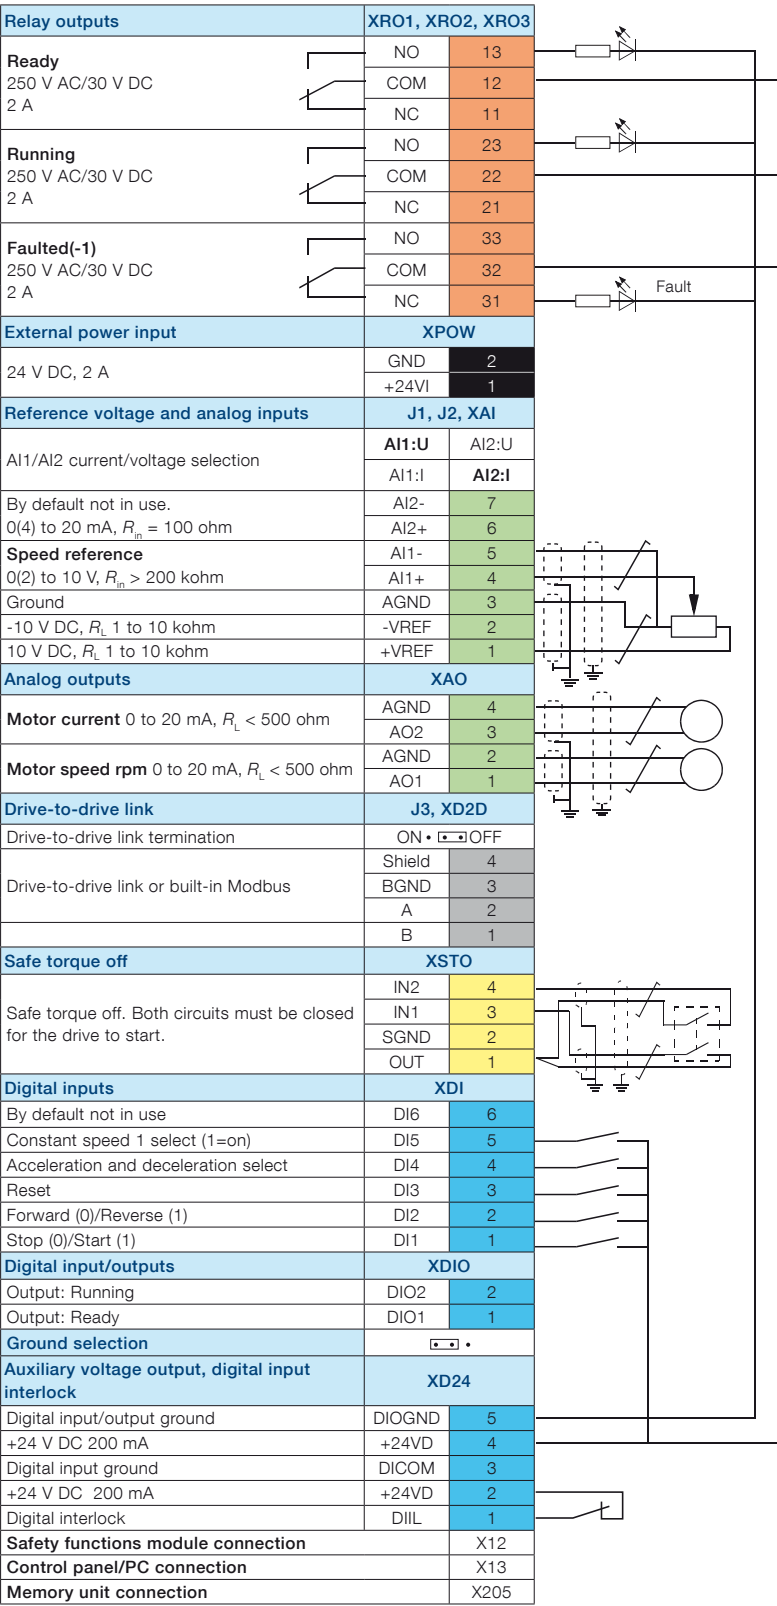 Relay outputs XRO1, XRO2, XRO3
Ready
250 V AC/30 V DC
2 A
NO 13
COM 12
NC 11
Running
250 V AC/30 V DC
2 A
NO 23
COM 22
NC 21
Faulted(-1)
250 V AC/30 V DC
2 A
NO 33
COM 32
NC 31
Fault
External power input XPOW
24 V DC, 2 A
GND 2
+24VI 1
Reference voltage and analog inputs J1, J2, XAI
AI1/AI2 current/voltage selection
AI1:U AI2:U
AI1:I AI2:I
By default not in use. AI2- 7
0(4) to 20 mA, Rin = 100 ohm AI2+ 6
Speed reference AI1- 5
0(2) to 10 V, Rin > 200 kohm AI1+ 4
Ground AGND 3
-10 V DC, RL 1 to 10 kohm -VREF 2
10 V DC, RL 1 to 10 kohm +VREF 1
Analog outputs XAO
Motor current 0 to 20 mA, RL < 500 ohm
AGND 4
AO2 3
Motor speed rpm 0 to 20 mA, RL < 500 ohm
AGND 2
AO1 1
Drive-to-drive link J3, XD2D
Drive-to-drive link termination ON OFF
Drive-to-drive link or built-in Modbus
Shield 4
BGND 3
A 2
B 1
Safe torque off XSTO
Safe torque off. Both circuits must be closed
for the drive to start.
IN2 4
IN1 3
SGND 2
OUT 1
Digital inputs XDI
By default not in use DI6 6
Constant speed 1 select (1=on) DI5 5
Acceleration and deceleration select DI4 4
Reset DI3 3
Forward (0)/Reverse (1) DI2 2
Stop (0)/Start (1) DI1 1
Digital input/outputs XDIO
Output: Running DIO2 2
Output: Ready DIO1 1
Ground selection
Auxiliary voltage output, digital input
interlock
XD24
Digital input/output ground DIOGND 5
+24 V DC 200 mA +24VD 4
Digital input ground DICOM 3
+24 V DC 200 mA +24VD 2
Digital interlock DIIL 1
Safety functions module connection X12
Control panel/PC connection X13
Memory unit connection X205